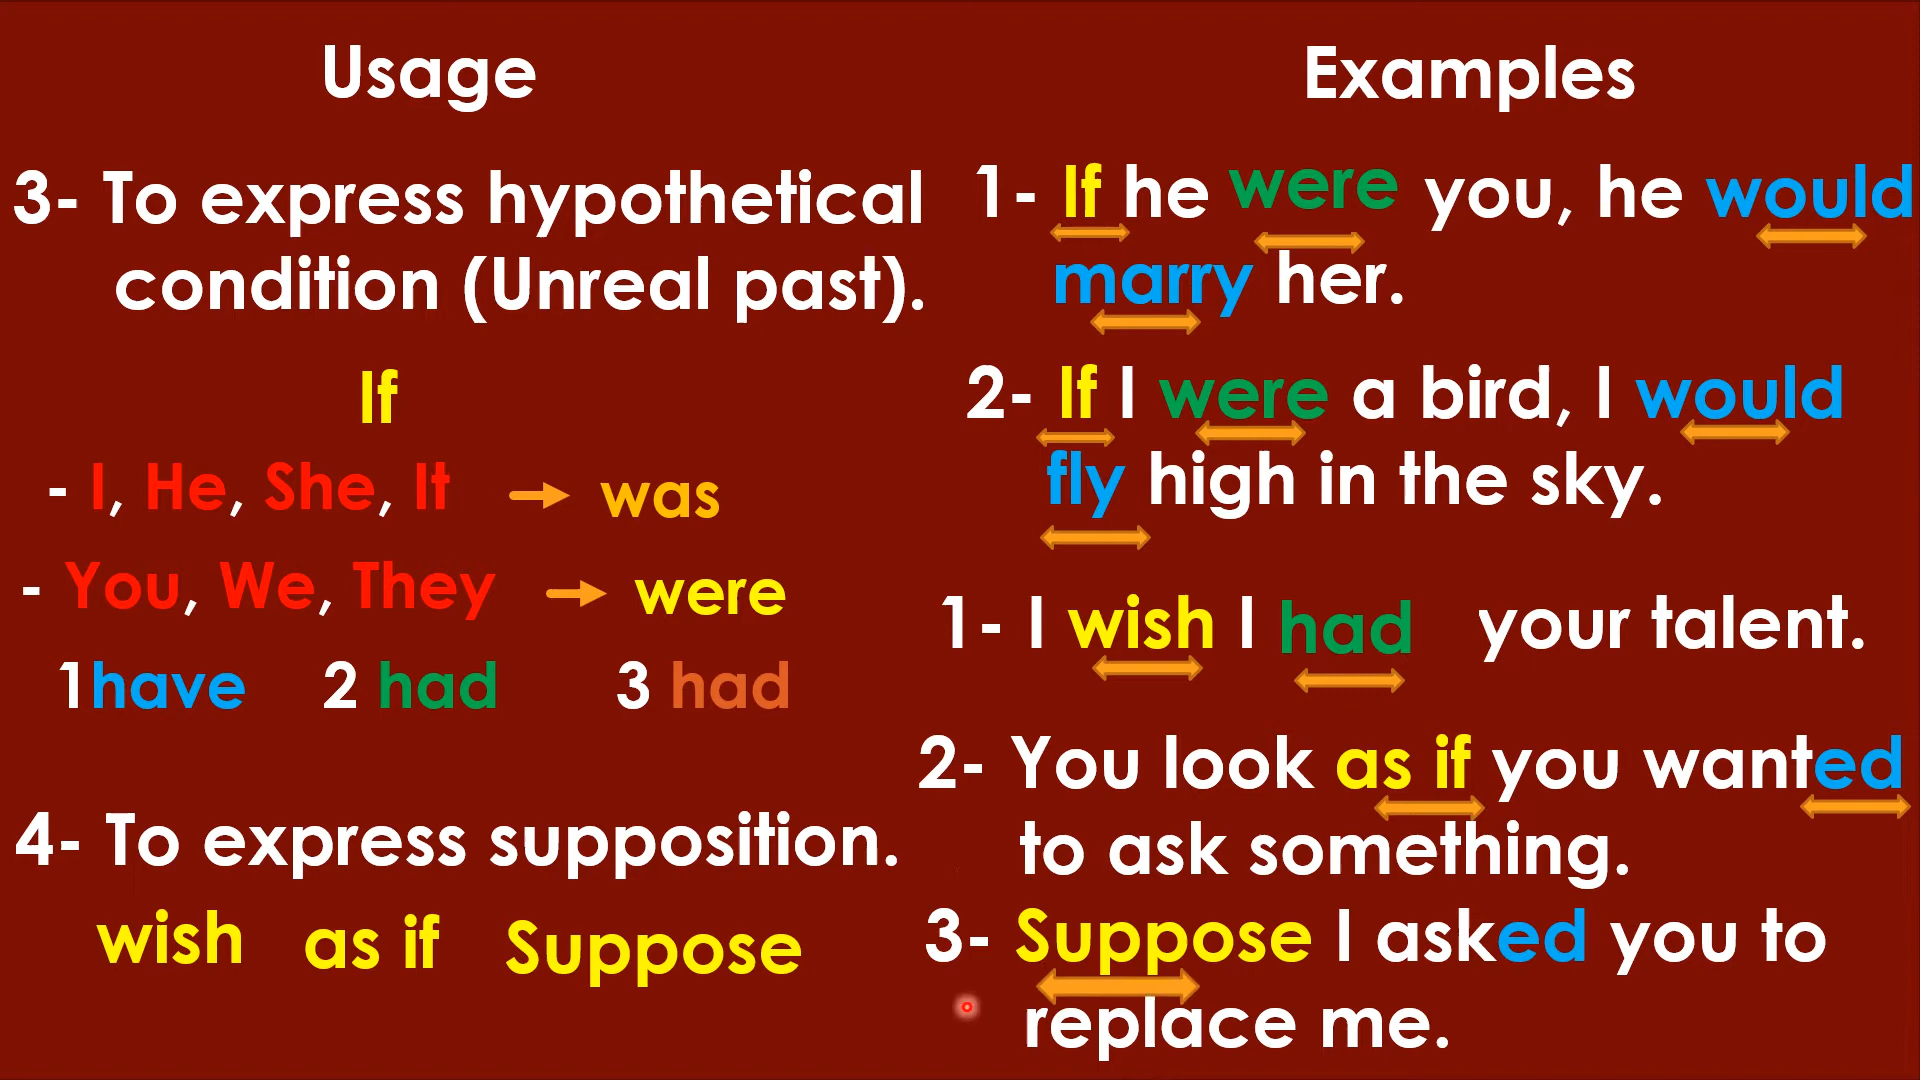 Usage
3- To express hypothetical
condition (Unreal past).
If
- I, He, She, It → was
- You, We, They → were
1have 2 had 3 had
4- To express supposition.
wish as if Suppose
Examples
1- If he were you, he would
marry her.
2- If I were a bird, I would
fly high in the sky.
1- I wish I had your talent.
2- You look as if you wanted
to ask something.
3- Suppose I asked you to
replace me.